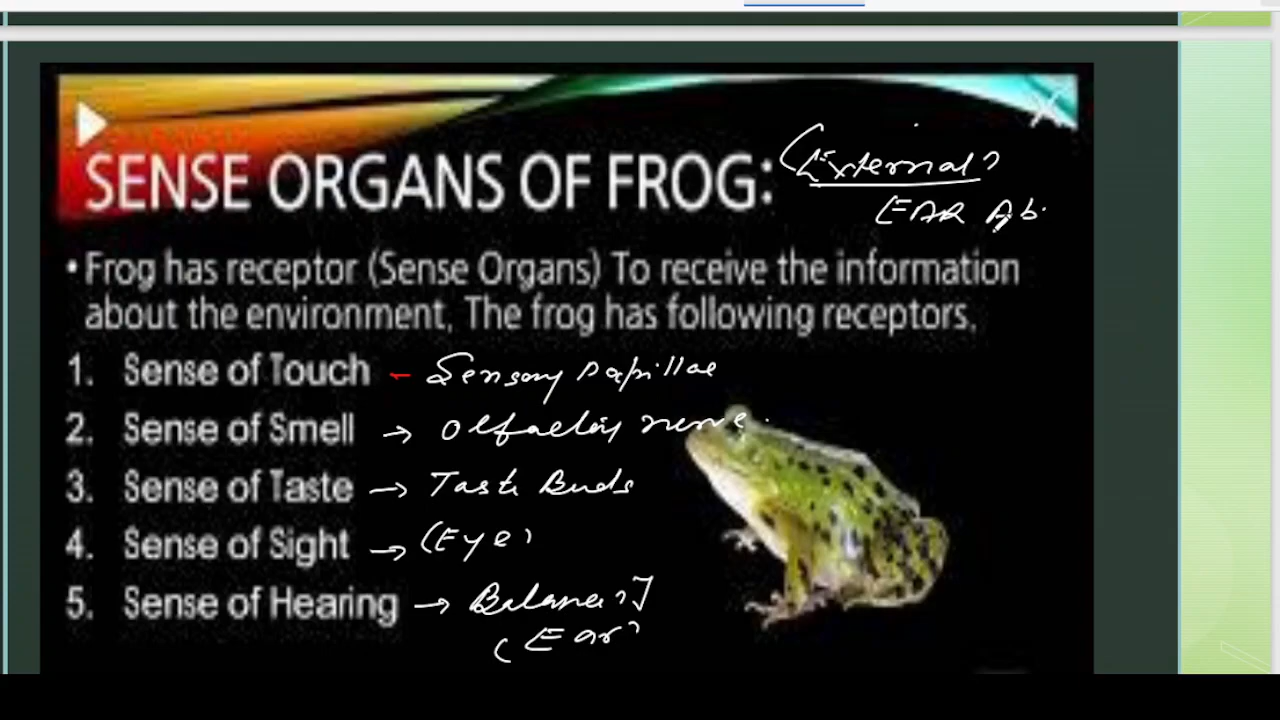 SENSE ORGANS OF FROG: (External)
EAR Ab.
• Frog has receptor (Sense Organs) To receive the information
about the environment. The frog has following receptors.
1. Sense of Touch - Sensory papillae
2. Sense of Smell → Olfactory nerve.
3. Sense of Taste → Taste Buds
4. Sense of Sight → (Eye)
5. Sense of Hearing → Balance)]
(Ear)